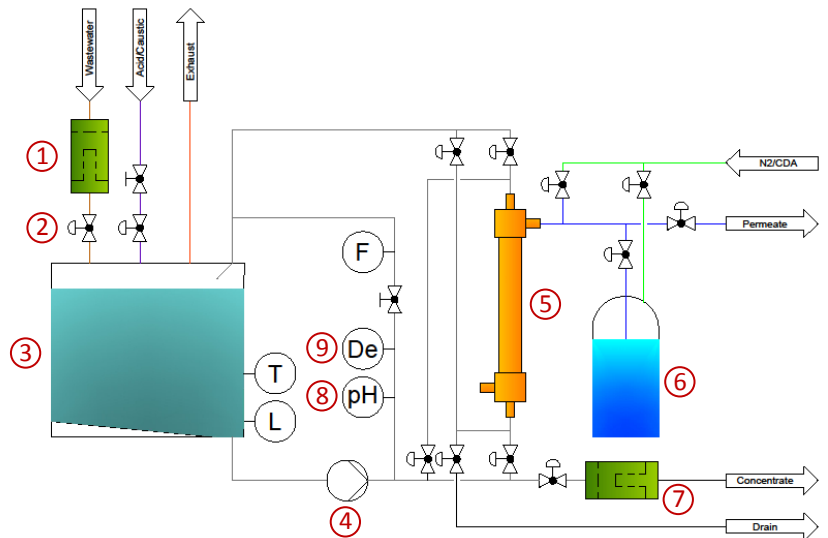 Wastewater
Acid/Caustic
Exhaust
1
N2/CDA
2
Permeate
F
5
3
9
De
T
6
8
pH
L
7
Concentrate
4
Drain